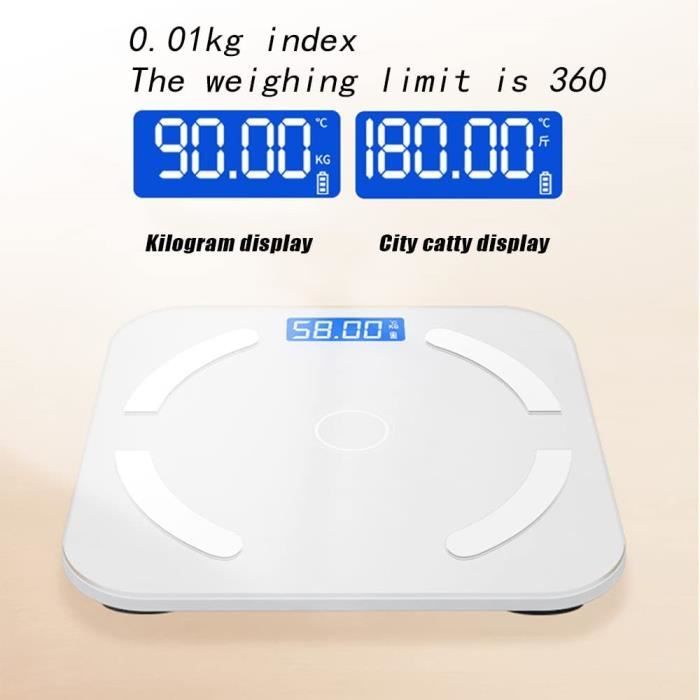 0.01kg index
The weighing limit is 360
90.00 °C KG
180.00 °C 斤
Kilogram display
City catty display
58.00 KG